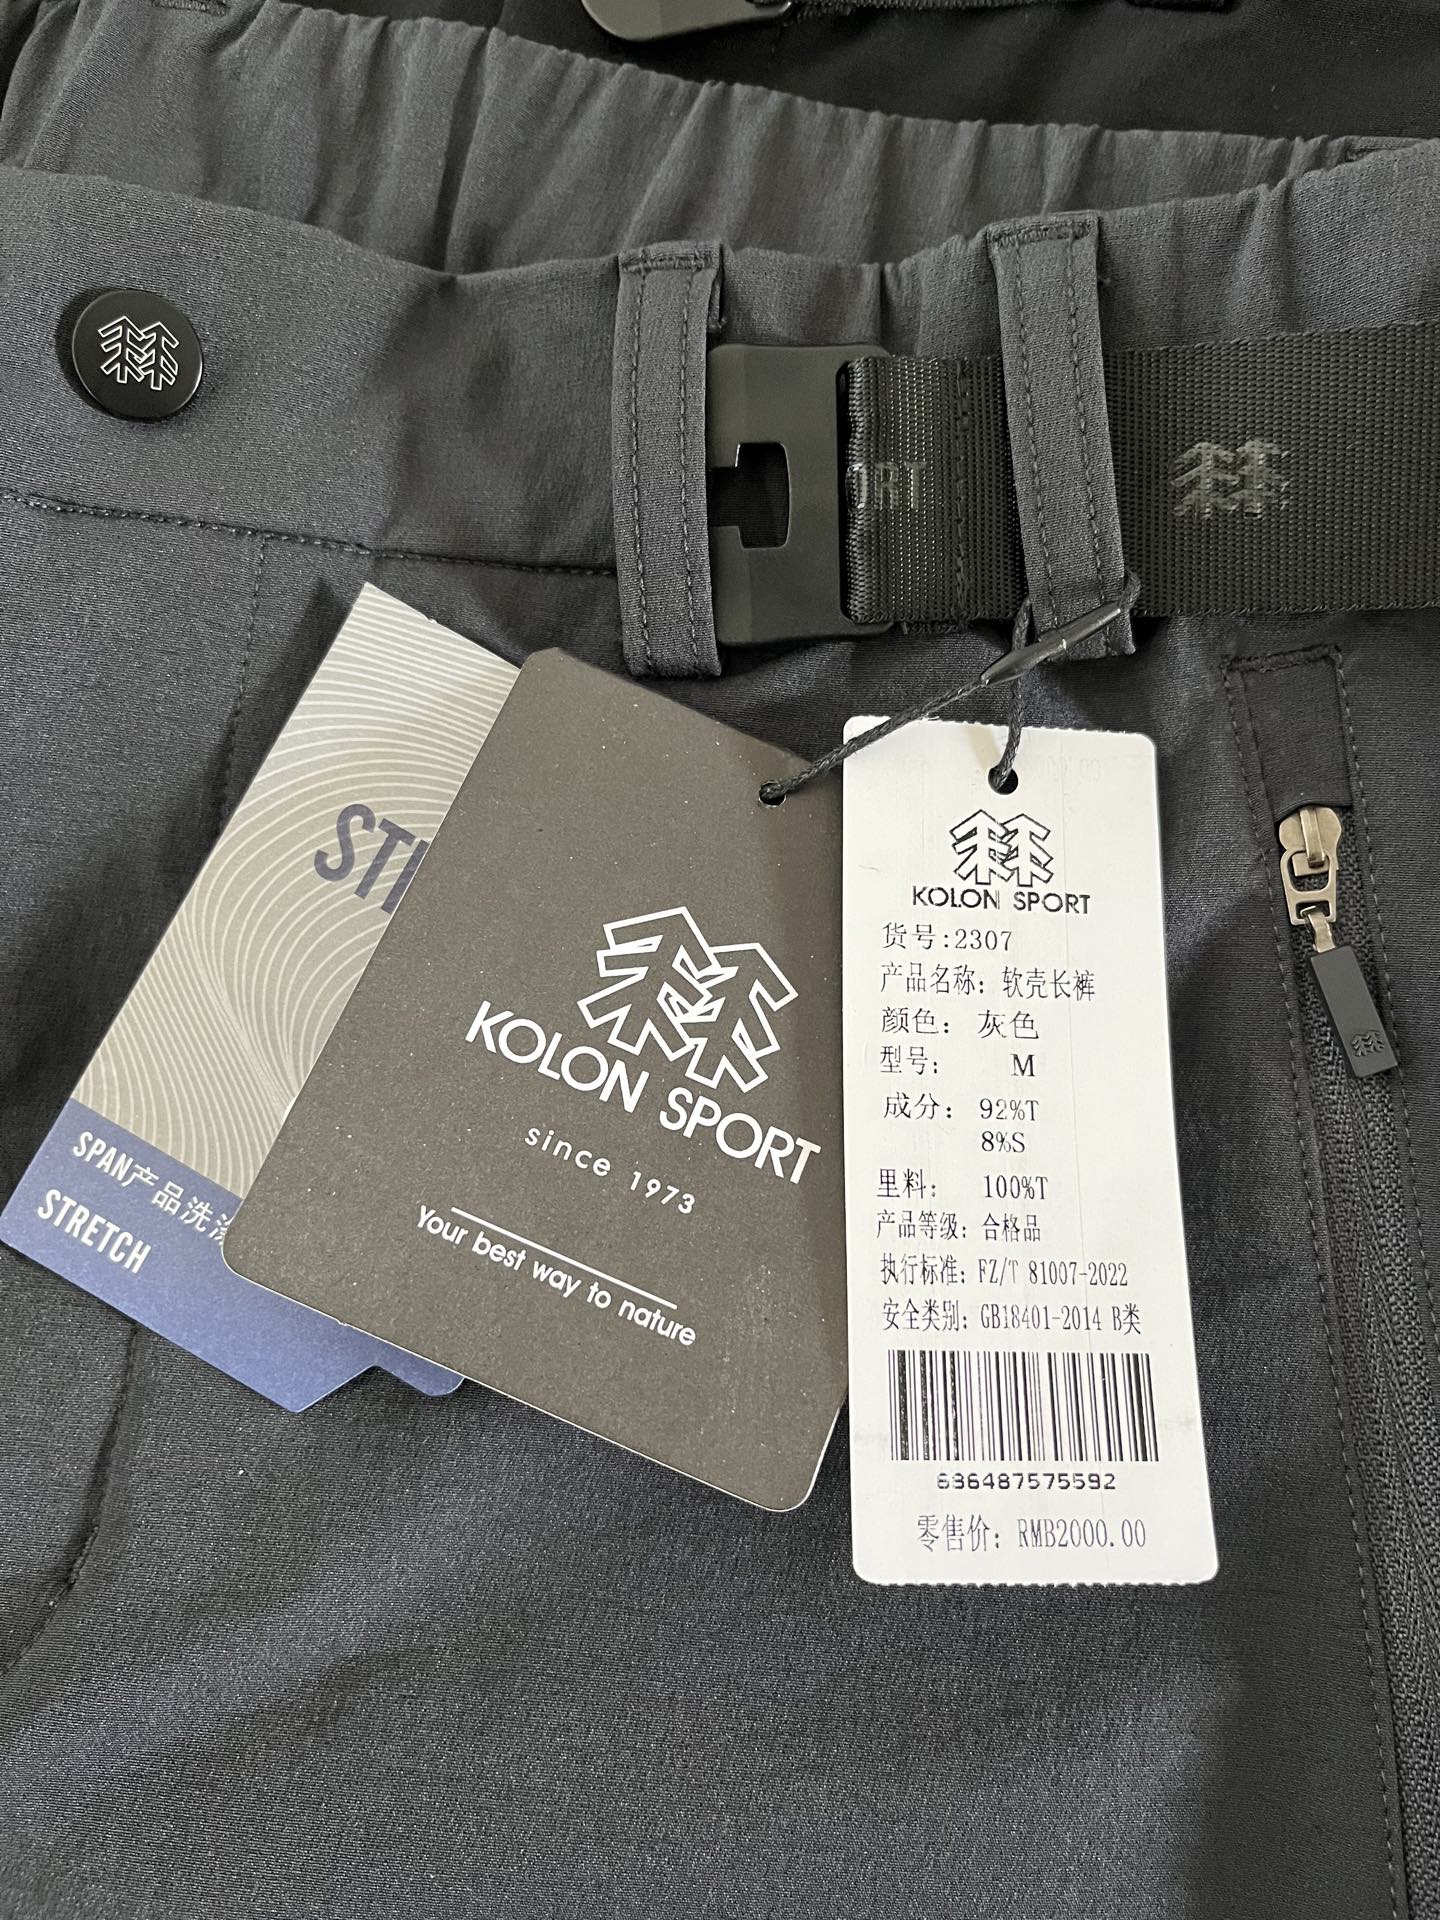 ORT
STR
SPAN产品洗涤
STRETCH
KOLON SPORT
since 1973
Your best way to nature
KOLON SPORT
货号:2307
产品名称: 软壳长裤
颜色: 灰色
型号: M
成分: 92%T
8%S
里料: 100%T
产品等级: 合格品
执行标准: FZ/T 81007-2022
安全类别: GB18401-2014 B类
636487575592
零售价: RMB2000.00